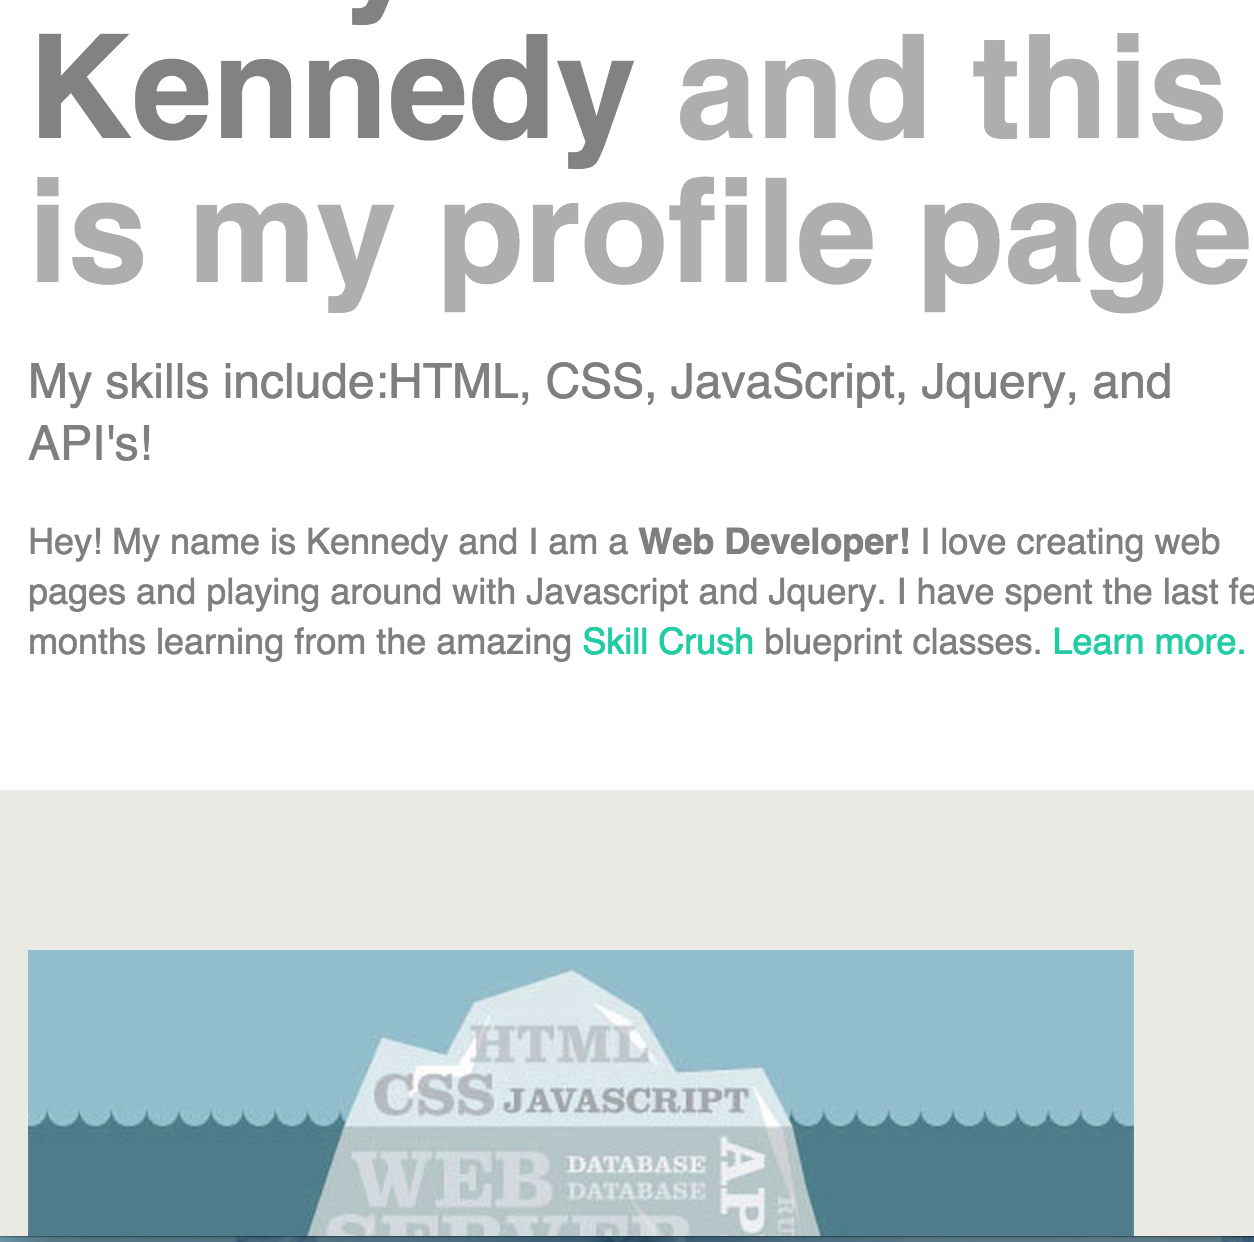 Kennedy and this
is my profile page
My skills include:HTML, CSS, JavaScript, Jquery, and
API's!
Hey! My name is Kennedy and I am a Web Developer! I love creating web
pages and playing around with Javascript and Jquery. I have spent the last fe
months learning from the amazing Skill Crush blueprint classes. Learn more.
HTML
CSS JAVASCRIPT
WEB DATABASE
DATABASE
AP
RU
SERVER